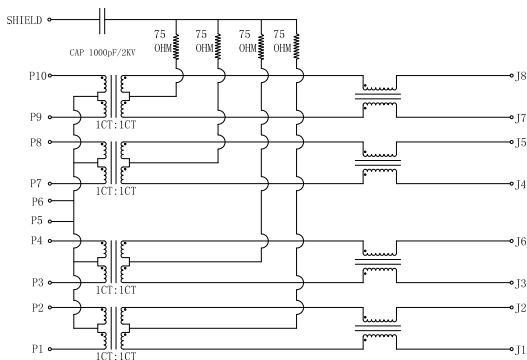 SHIELD
CAP 1000pF/2KV
75 OHM
75 OHM
75 OHM
75 OHM
P10
J8
P9
J7
1CT:1CT
P8
J5
P7
J4
1CT:1CT
P6
P5
P4
J6
P3
J3
1CT:1CT
P2
J2
P1
J1
1CT:1CT